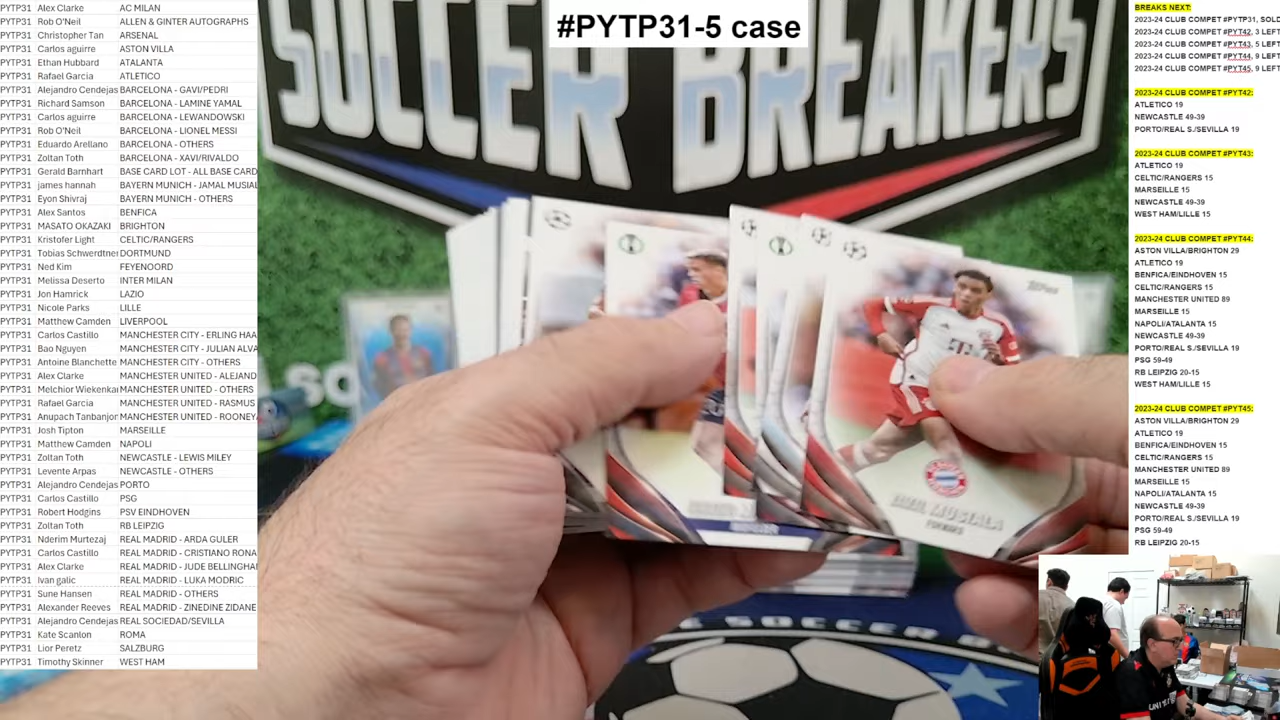 #PYTP31-5 case
SOCCER BREAKERS
PYTP31 Alex Clarke AC MILAN
PYTP31 Rob O'Neil ALLEN & GINTER AUTOGRAPHS
PYTP31 Christopher Tan ARSENAL
PYTP31 Carlos aguirre ASTON VILLA
PYTP31 Ethan Hubbard ATALANTA
PYTP31 Rafael Garcia ATLETICO
PYTP31 Alejandro Cendejas BARCELONA - GAVI/PEDRI
PYTP31 Richard Samson BARCELONA - LAMINE YAMAL
PYTP31 Carlos aguirre BARCELONA - LEWANDOWSKI
PYTP31 Rob O'Neil BARCELONA - LIONEL MESSI
PYTP31 Eduardo Arellano BARCELONA - OTHERS
PYTP31 Zoltan Toth BARCELONA - XAVI/RIVALDO
PYTP31 Gerald Barnhart BASE CARD LOT - ALL BASE CARD
PYTP31 james hannah BAYERN MUNICH - JAMAL MUSIAL
PYTP31 Eyon Shivraj BAYERN MUNICH - OTHERS
PYTP31 Alex Santos BENFICA
PYTP31 MASATO OKAZAKI BRIGHTON
PYTP31 Kristofer Light CELTIC/RANGERS
PYTP31 Tobias Schwerdtner DORTMUND
PYTP31 Ned Kim FEYENOORD
PYTP31 Melissa Deserto INTER MILAN
PYTP31 Jon Hamrick LAZIO
PYTP31 Nicole Parks LILLE
PYTP31 Matthew Camden LIVERPOOL
PYTP31 Carlos Castillo MANCHESTER CITY - ERLING HAA
PYTP31 Bao Nguyen MANCHESTER CITY - JULIAN ALVA
PYTP31 Antoine Blanchette MANCHESTER CITY - OTHERS
PYTP31 Alex Clarke MANCHESTER UNITED - ALEJAND
PYTP31 Melchior Wiekenkar MANCHESTER UNITED - OTHERS
PYTP31 Rafael Garcia MANCHESTER UNITED - RASMUS
PYTP31 Anupach Tanbanjor MANCHESTER UNITED - ROONEY
PYTP31 Josh Tipton MARSEILLE
PYTP31 Matthew Camden NAPOLI
PYTP31 Zoltan Toth NEWCASTLE - LEWIS MILEY
PYTP31 Levente Arpas NEWCASTLE - OTHERS
PYTP31 Alejandro Cendejas PORTO
PYTP31 Carlos Castillo PSG
PYTP31 Robert Hodgins PSV EINDHOVEN
PYTP31 Zoltan Toth RB LEIPZIG
PYTP31 Nderim Murtezaj REAL MADRID - ARDA GULER
PYTP31 Carlos Castillo REAL MADRID - CRISTIANO RONA
PYTP31 Alex Clarke REAL MADRID - JUDE BELLINGHA
PYTP31 Ivan galic REAL MADRID - LUKA MODRIC
PYTP31 Sune Hansen REAL MADRID - OTHERS
PYTP31 Alexander Reeves REAL MADRID - ZINEDINE ZIDANE
PYTP31 Alejandro Cendejas REAL SOCIEDAD/SEVILLA
PYTP31 Kate Scanlon ROMA
PYTP31 Lior Peretz SALZBURG
PYTP31 Timothy Skinner WEST HAM
BREAKS NEXT:
2023-24 CLUB COMPET #PYTP31, SOLD
2023-24 CLUB COMPET #PYT42, 3 LEFT
2023-24 CLUB COMPET #PYT43, 5 LEFT
2023-24 CLUB COMPET #PYT44, 9 LEFT
2023-24 CLUB COMPET #PYT45, 9 LEFT
2023-24 CLUB COMPET #PYT42:
ATLETICO 19
NEWCASTLE 49-39
PORTO/REAL S./SEVILLA 19
2023-24 CLUB COMPET #PYT43:
ATLETICO 19
CELTIC/RANGERS 15
MARSEILLE 15
NEWCASTLE 49-39
WEST HAM/LILLE 15
2023-24 CLUB COMPET #PYT44:
ASTON VILLA/BRIGHTON 29
ATLETICO 19
BENFICA/EINDHOVEN 15
CELTIC/RANGERS 15
MANCHESTER UNITED 89
MARSEILLE 15
NAPOLI/ATALANTA 15
NEWCASTLE 49-39
PORTO/REAL S./SEVILLA 19
PSG 59-49
RB LEIPZIG 20-15
WEST HAM/LILLE 15
2023-24 CLUB COMPET #PYT45:
ASTON VILLA/BRIGHTON 29
ATLETICO 19
BENFICA/EINDHOVEN 15
CELTIC/RANGERS 15
MANCHESTER UNITED 89
MARSEILLE 15
NAPOLI/ATALANTA 15
NEWCASTLE 49-39
PORTO/REAL S./SEVILLA 19
PSG 59-49
RB LEIPZIG 20-15